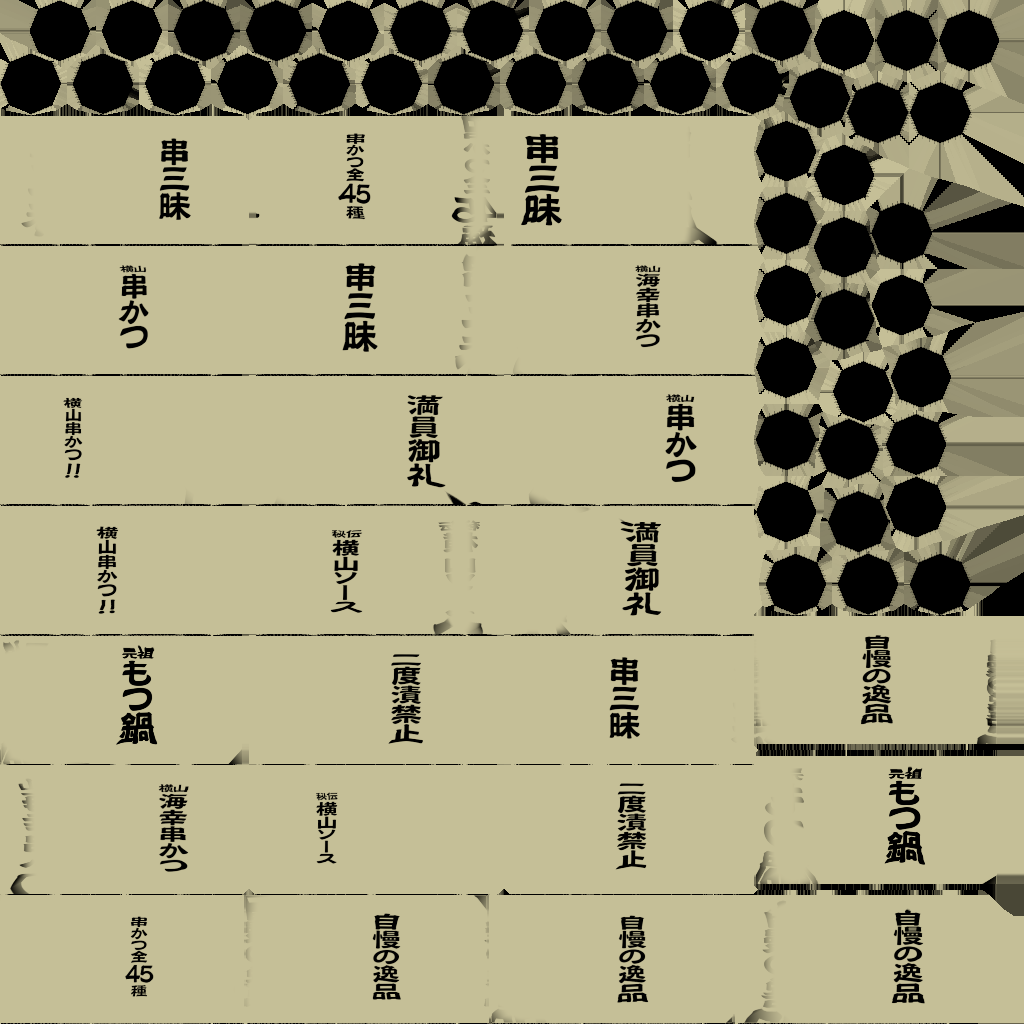 串三昧
串かつ全45種
串三昧
横山
串かつ
串三昧
横山
海幸串かつ
横山串かつ!!
満員御礼
横山
串かつ
横山串かつ!!
秘伝
横山ソース
満員御礼
元祖
もつ鍋
二度漬禁止
串三昧
自慢の逸品
横山
海幸串かつ
秘伝
横山ソース
二度漬禁止
元祖
もつ鍋
串かつ全45種
自慢の逸品
自慢の逸品
自慢の逸品